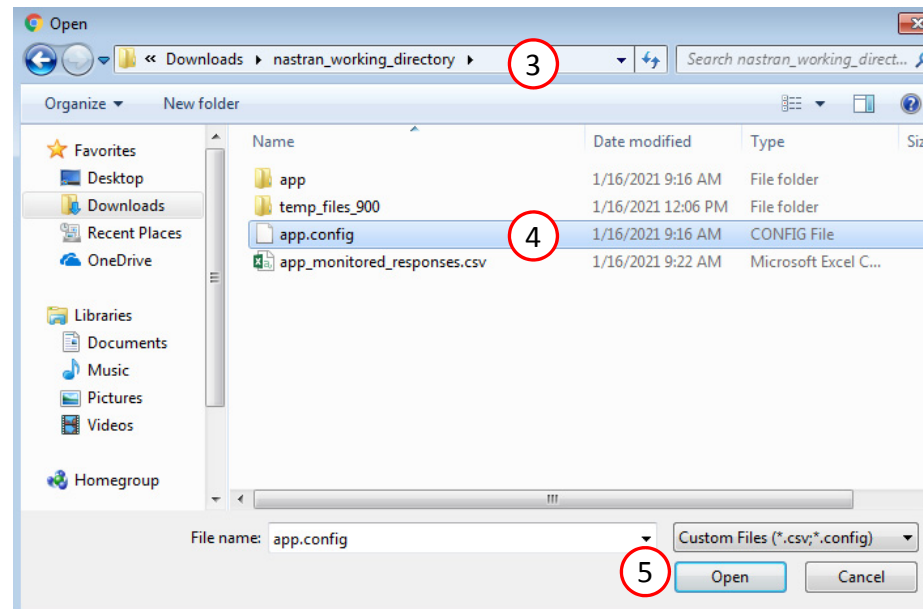 Open
« Downloads nastran_working_directory 3 Search nastran_working_direct...
Organize New folder
Name Date modified Type Siz
Favorites
Desktop
Downloads
Recent Places
OneDrive
Libraries
Documents
Music
Pictures
Videos
Homegroup
app 1/16/2021 9:16 AM File folder
temp_files_900 1/16/2021 12:06 PM File folder
app.config 4 1/16/2021 9:16 AM CONFIG File
app_monitored_responses.csv 1/16/2021 9:22 AM Microsoft Excel C...
File name: app.config Custom Files (*.csv;*.config)
5 Open Cancel